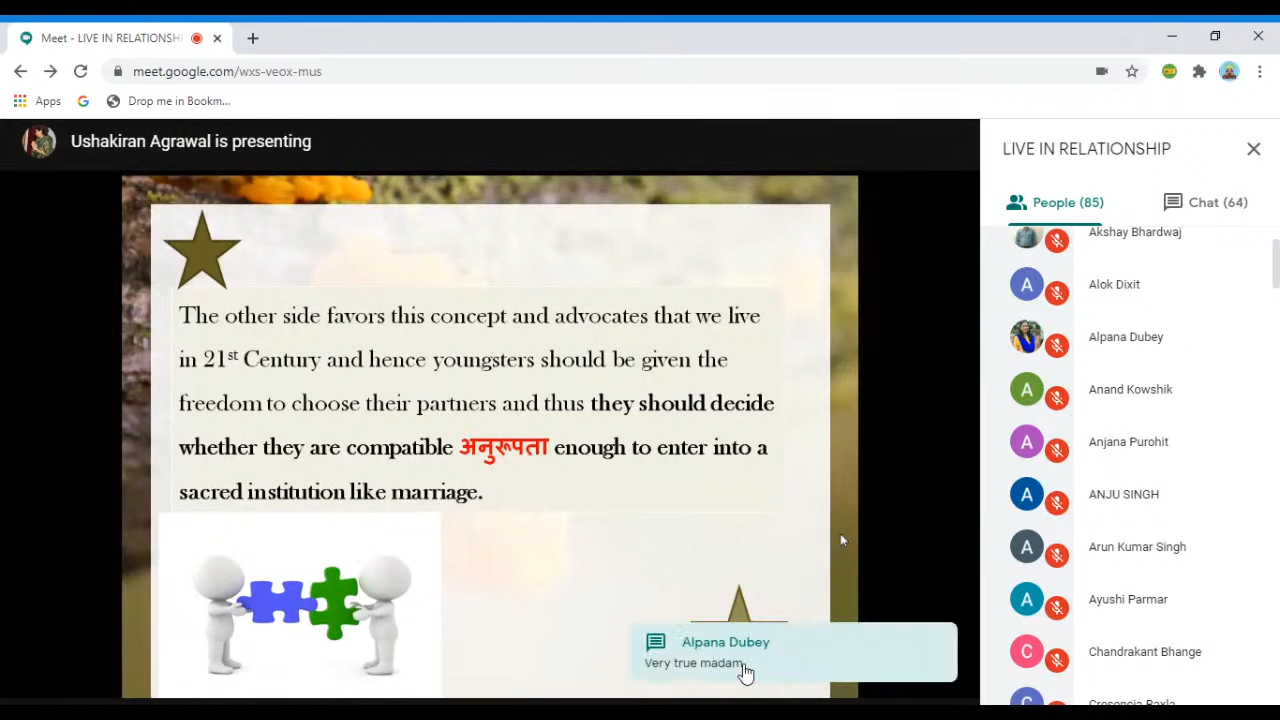 Meet - LIVE IN RELATIONSH
meet.google.com/wxs-veox-mus
Apps
Drop me in Bookm...
Ushakiran Agrawal is presenting
LIVE IN RELATIONSHIP
People (85)
Chat (64)
The other side favors this concept and advocates that we live
in 21st Century and hence youngsters should be given the
freedom to choose their partners and thus they should decide
whether they are compatible अनुरूपता enough to enter into a
sacred institution like marriage.
Alpana Dubey
Very true madam
Akshay Bhardwaj
A
Alok Dixit
Alpana Dubey
A
Anand Kowshik
A
Anjana Purohit
A
ANJU SINGH
A
Arun Kumar Singh
A
Ayushi Parmar
C
Chandrakant Bhange